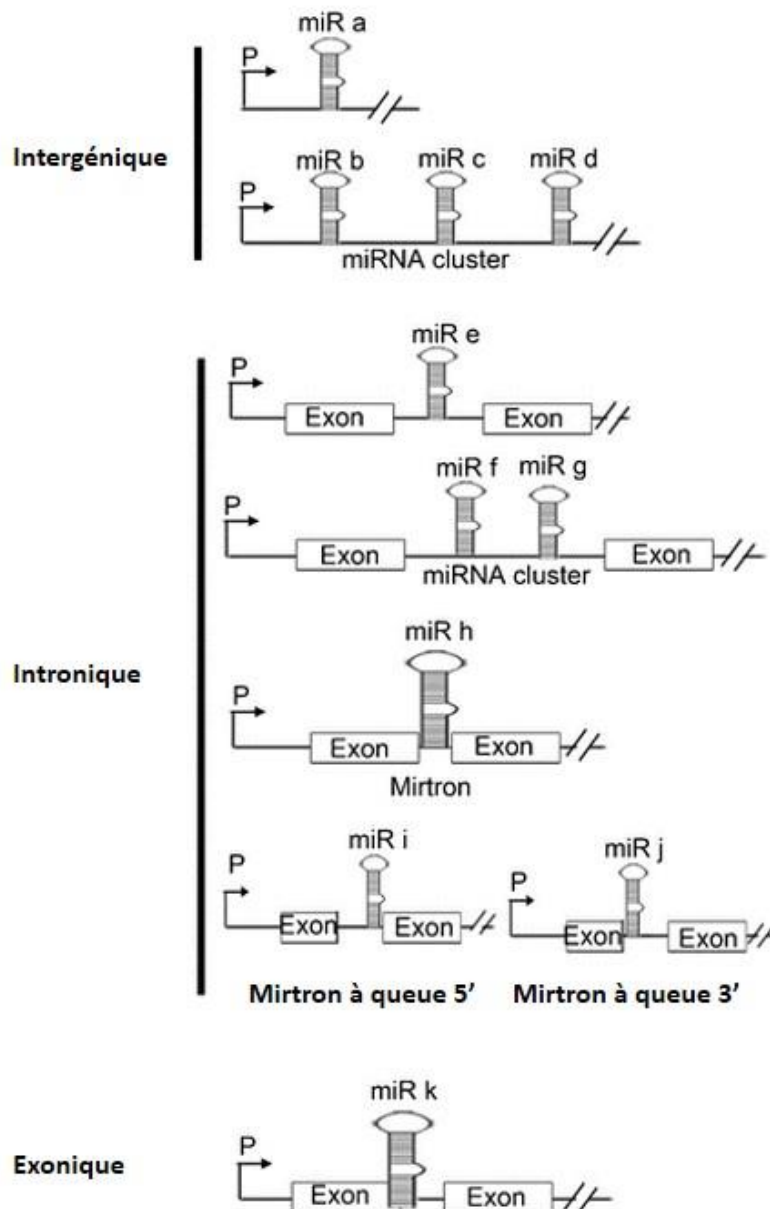 miR a
P
Intergénique
miR b miR c miR d
P
miRNA cluster
miR e
P
Exon Exon
miR f miR g
P
Exon Exon
miRNA cluster
miR h
Intronique
P
Exon Exon
Mirtron
miR i miR j
P P
Exon Exon Exon Exon
Mirtron à queue 5’ Mirtron à queue 3’
miR k
Exonique
P
Exon Exon